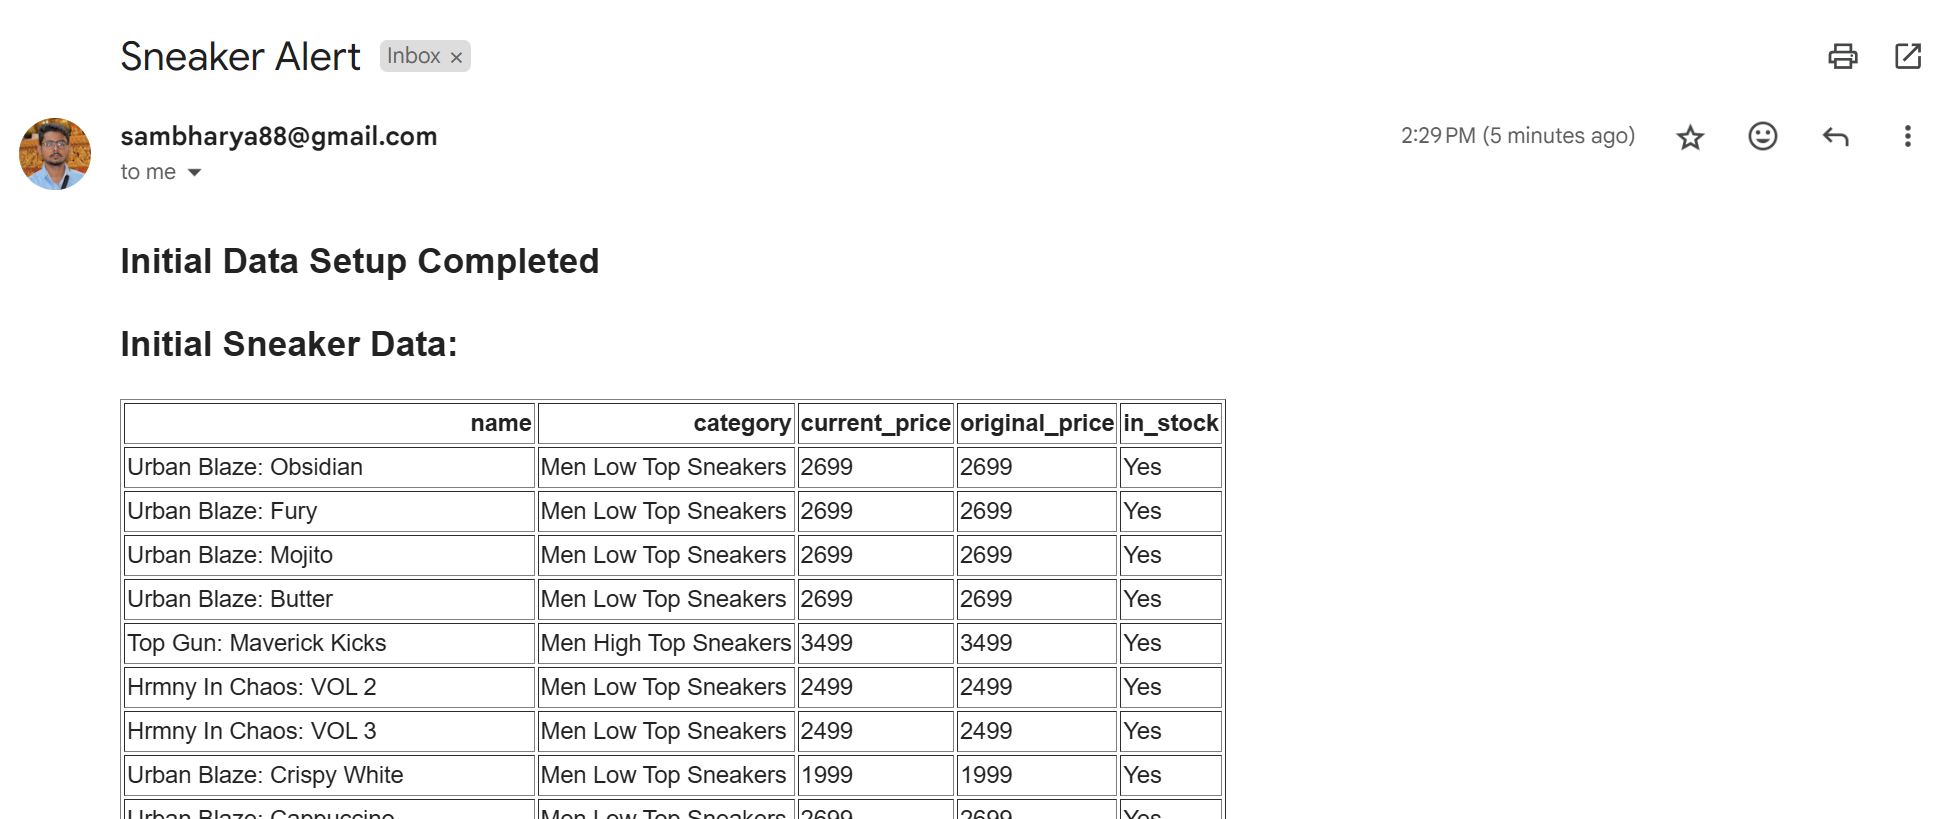 Sneaker Alert Inbox ×
sambharya88@gmail.com 2:29 PM (5 minutes ago)
to me
Initial Data Setup Completed
Initial Sneaker Data:
name category current_price original_price in_stock
Urban Blaze: Obsidian Men Low Top Sneakers 2699 2699 Yes
Urban Blaze: Fury Men Low Top Sneakers 2699 2699 Yes
Urban Blaze: Mojito Men Low Top Sneakers 2699 2699 Yes
Urban Blaze: Butter Men Low Top Sneakers 2699 2699 Yes
Top Gun: Maverick Kicks Men High Top Sneakers 3499 3499 Yes
Hrmny In Chaos: VOL 2 Men Low Top Sneakers 2499 2499 Yes
Hrmny In Chaos: VOL 3 Men Low Top Sneakers 2499 2499 Yes
Urban Blaze: Crispy White Men Low Top Sneakers 1999 1999 Yes
Urban Blaze: Cappuccino Men Low Top Sneakers 2699 2699 Yes